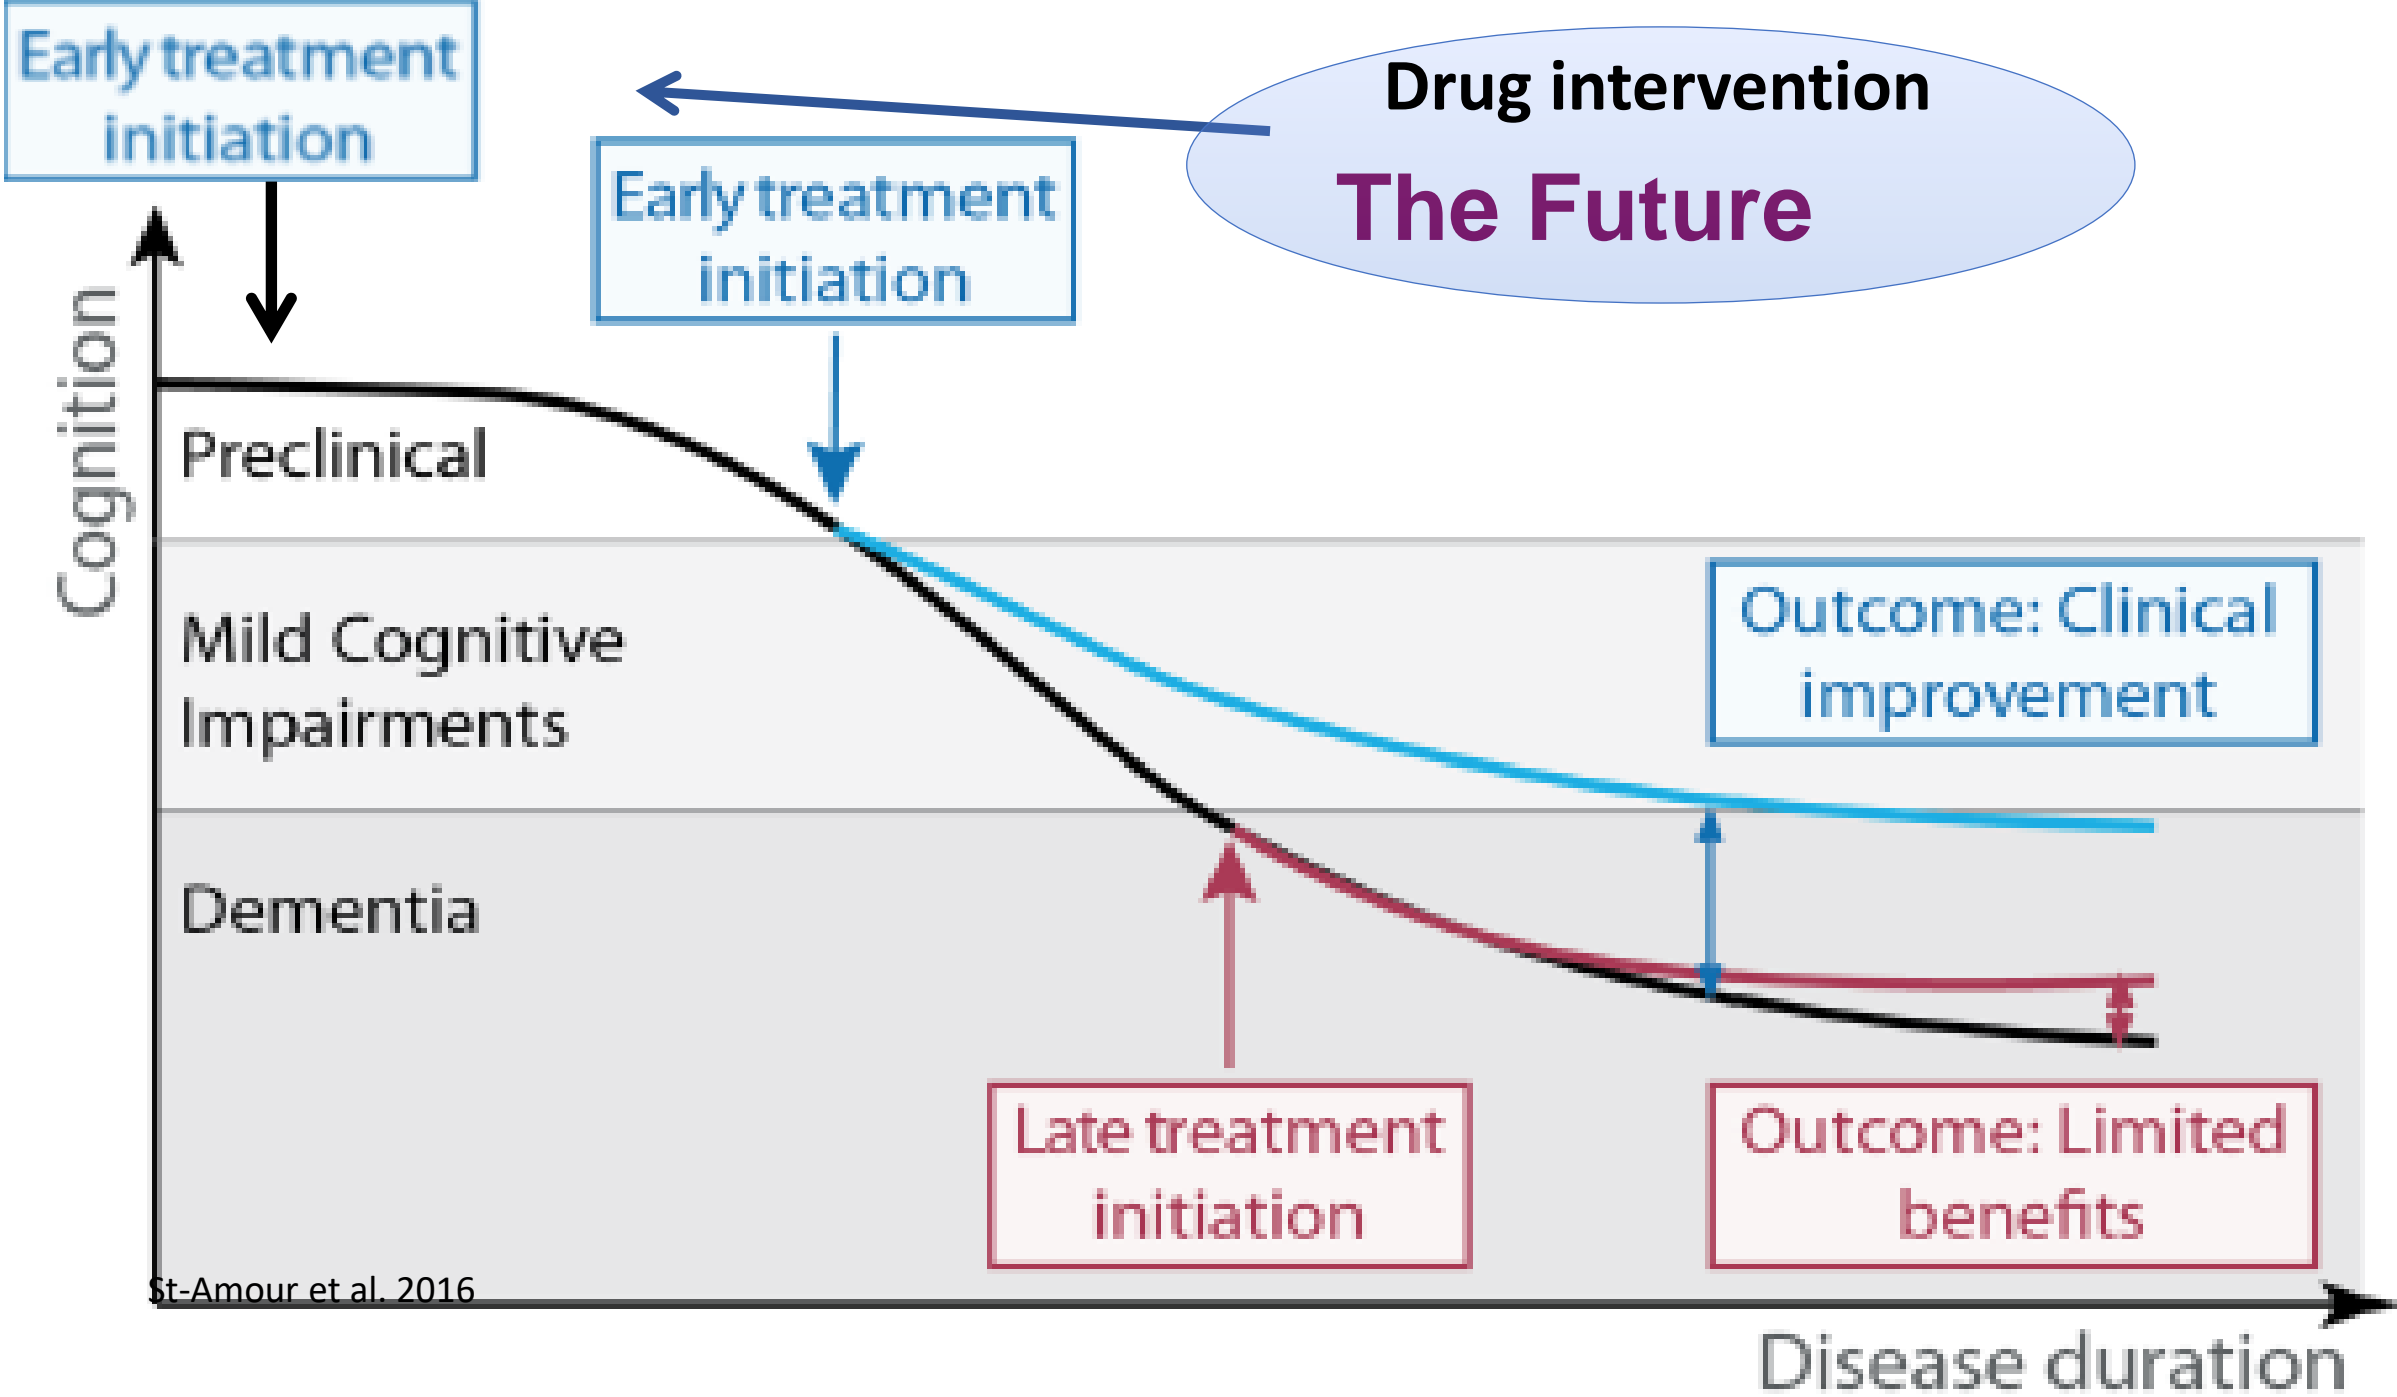 Early treatment
initiation
Drug intervention
The Future
Early treatment
initiation
Cognition
Preclinical
Mild Cognitive
Impairments
Dementia
Outcome: Clinical
improvement
Late treatment
initiation
Outcome: Limited
benefits
St-Amour et al. 2016
Disease duration